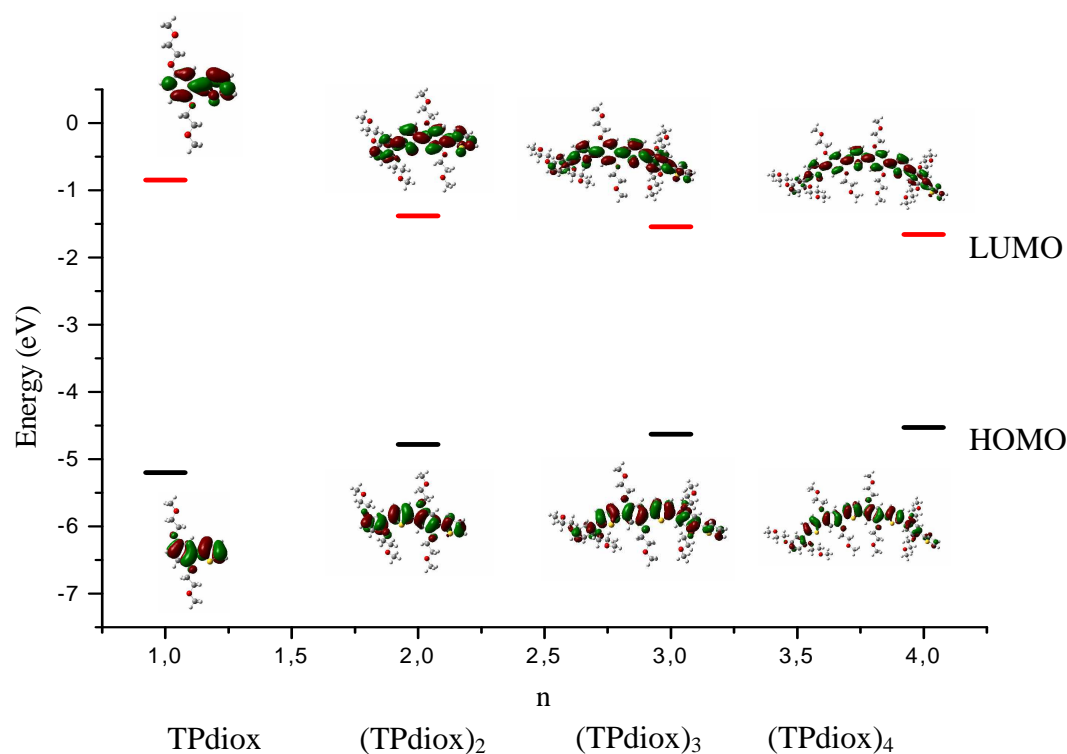 0
-1
-2
-3
-4
-5
-6
-7
Energy (eV)
LUMO
HOMO
1,0 1,5 2,0 2,5 3,0 3,5 4,0
n
TPdiox (TPdiox)₂ (TPdiox)₃ (TPdiox)₄